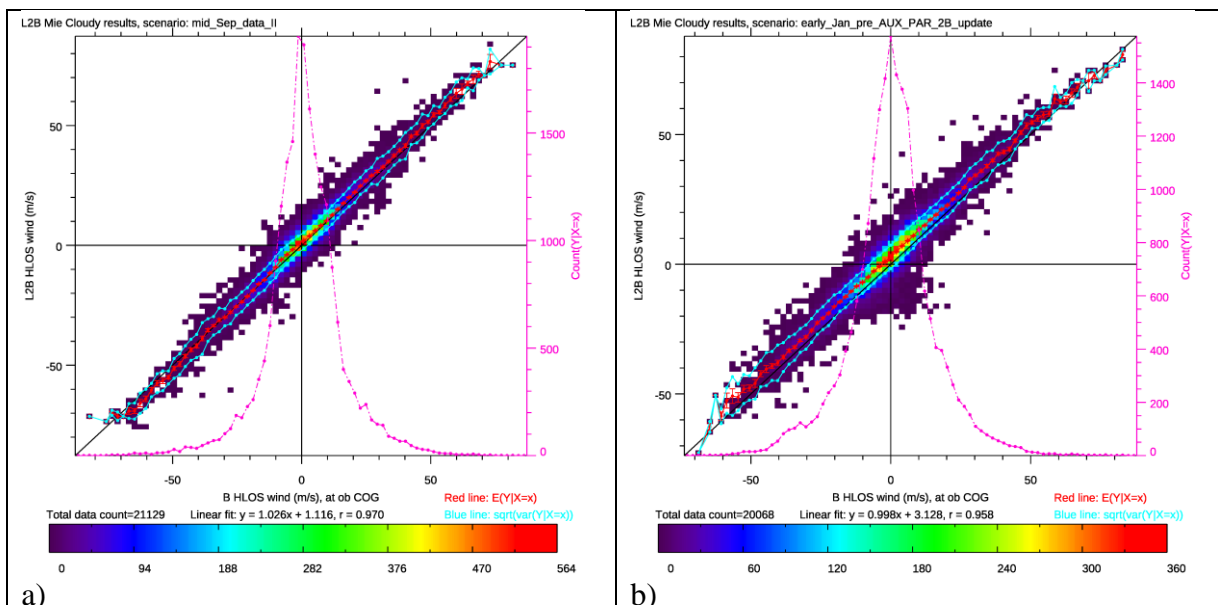 L2B Mie Cloudy results, scenario: mid_Sep_data_II
50
0
-50
L2B HLOS wind (m/s)
1500
1000
500
0
Count(Y|X=x)
-50
0
50
B HLOS wind (m/s), at ob COG
Red line: E(Y|X=x)
Total data count=21129
Linear fit: y = 1.026x + 1.116, r = 0.970
Blue line: sqrt(var(Y|X=x))
0
94
188
282
376
470
564
a)
L2B Mie Cloudy results, scenario: early_Jan_pre_AUX_PAR_2B_update
50
0
-50
L2B HLOS wind (m/s)
1400
1200
1000
800
600
400
200
0
Count(Y|X=x)
-50
0
50
B HLOS wind (m/s), at ob COG
Red line: E(Y|X=x)
Total data count=20068
Linear fit: y = 0.998x + 3.128, r = 0.958
Blue line: sqrt(var(Y|X=x))
0
60
120
180
240
300
360
b)